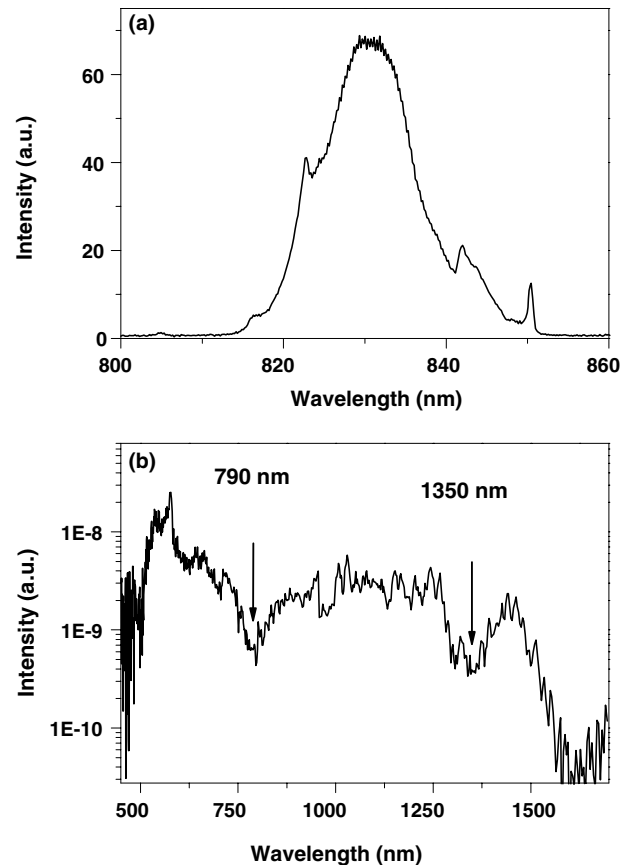 (a)
60
40
20
0
Intensity (a.u.)
800 820 840 860
Wavelength (nm)
(b)
790 nm
1350 nm
1E-8
1E-9
1E-10
Intensity (a.u.)
500 750 1000 1250 1500
Wavelength (nm)